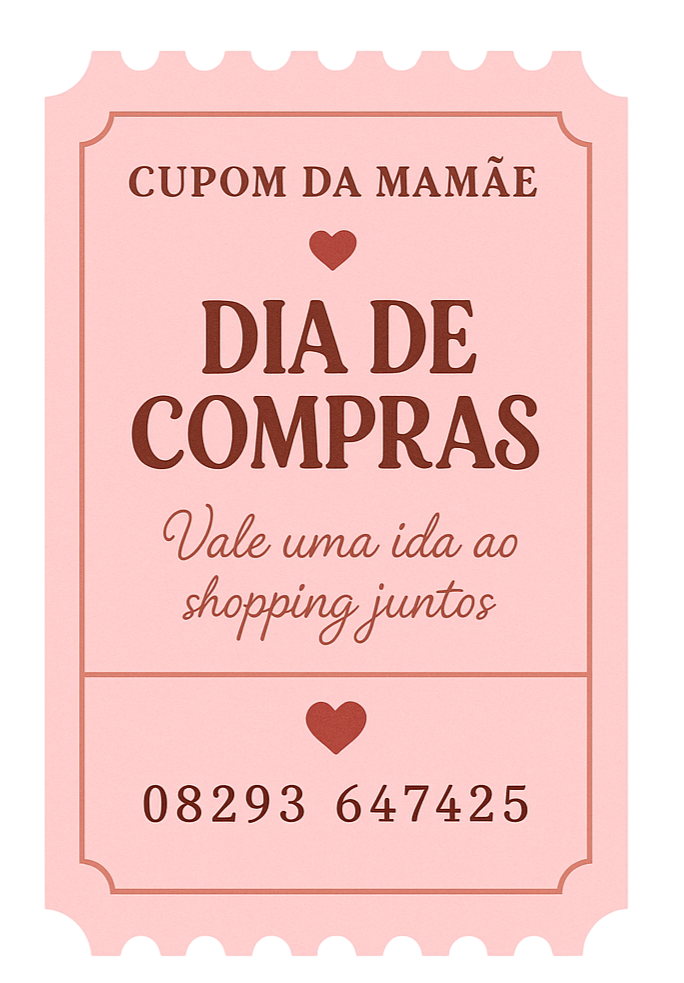 CUPOM DA MAMÃE
DIA DE
COMPRAS
Vale uma ida ao
shopping juntos
08293 647425